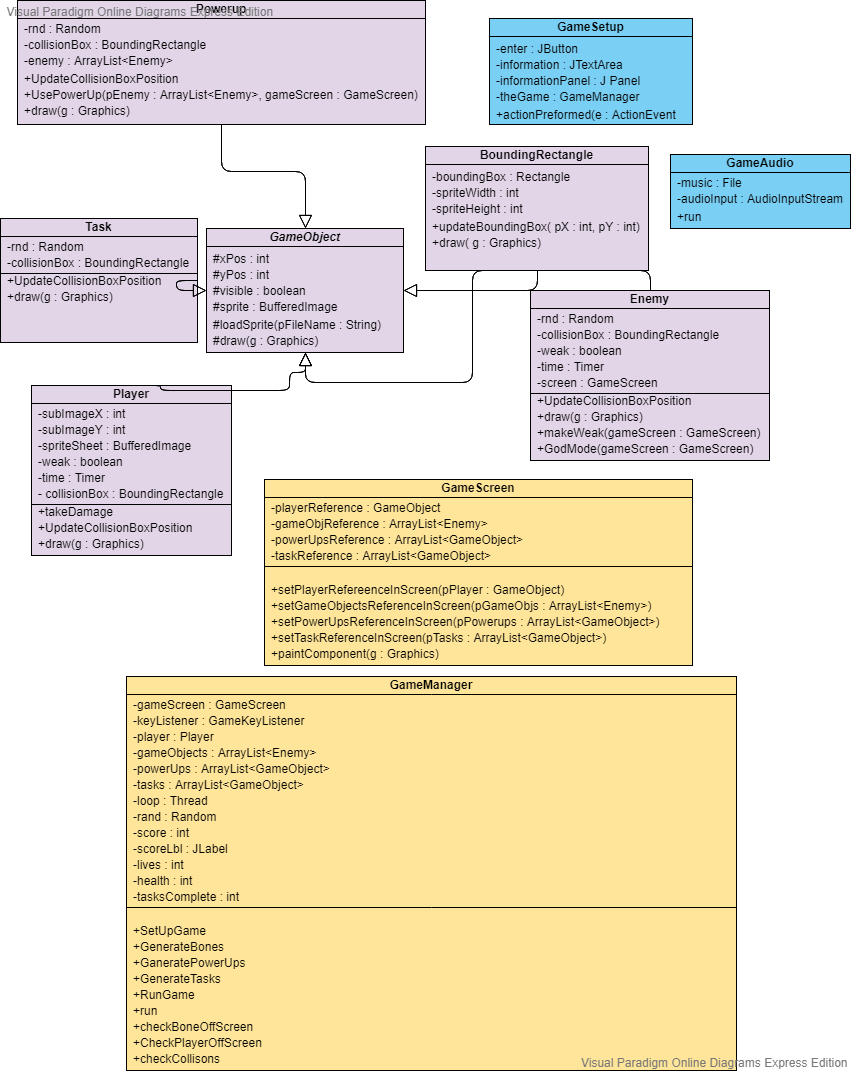 Visual Paradigm Online Diagrams Express Edition
Powerup
-rnd : Random
-collisionBox : BoundingRectangle
-enemy : ArrayList<Enemy>
+UpdateCollisionBoxPosition
+UsePowerUp(pEnemy : ArrayList<Enemy>, gameScreen : GameScreen)
+draw(g : Graphics)
GameSetup
-enter : JButton
-information : JTextArea
-informationPanel : J Panel
-theGame : GameManager
+actionPreformed(e : ActionEvent
BoundingRectangle
-boundingBox : Rectangle
-spriteWidth : int
-spriteHeight : int
+updateBoundingBox( pX : int, pY : int)
+draw( g : Graphics)
GameAudio
-music : File
-audioInput : AudioInputStream
+run
Task
-rnd : Random
-collisionBox : BoundingRectangle
+UpdateCollisionBoxPosition
+draw(g : Graphics)
GameObject
#xPos : int
#yPos : int
#visible : boolean
#sprite : BufferedImage
#loadSprite(pFileName : String)
#draw(g : Graphics)
Enemy
-rnd : Random
-collisionBox : BoundingRectangle
-weak : boolean
-time : Timer
-screen : GameScreen
+UpdateCollisionBoxPosition
+draw(g : Graphics)
+makeWeak(gameScreen : GameScreen)
+GodMode(gameScreen : GameScreen)
Player
-subImageX : int
-subImageY : int
-spriteSheet : BufferedImage
-weak : boolean
-time : Timer
- collisionBox : BoundingRectangle
+takeDamage
+UpdateCollisionBoxPosition
+draw(g : Graphics)
GameScreen
-playerReference : GameObject
-gameObjReference : ArrayList<Enemy>
-powerUpsReference : ArrayList<GameObject>
-taskReference : ArrayList<GameObject>
+setPlayerRefereenceInScreen(pPlayer : GameObject)
+setGameObjectsReferenceInScreen(pGameObjs : ArrayList<Enemy>)
+setPowerUpsReferenceInScreen(pPowerups : ArrayList<GameObject>)
+setTaskReferenceInScreen(pTasks : ArrayList<GameObject>)
+paintComponent(g : Graphics)
GameManager
-gameScreen : GameScreen
-keyListener : GameKeyListener
-player : Player
-gameObjects : ArrayList<Enemy>
-powerUps : ArrayList<GameObject>
-tasks : ArrayList<GameObject>
-loop : Thread
-rand : Random
-score : int
-scoreLbl : JLabel
-lives : int
-health : int
-tasksComplete : int
+SetUpGame
+GenerateBones
+GaneratePowerUps
+GenerateTasks
+RunGame
+run
+checkBoneOffScreen
+CheckPlayerOffScreen
+checkCollisons
Visual Paradigm Online Diagrams Express Edition